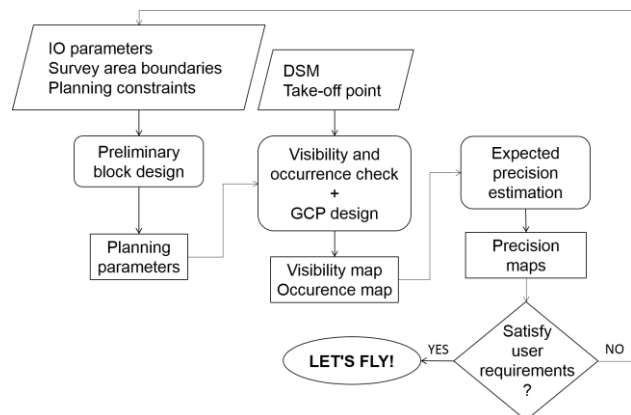 IO parameters
Survey area boundaries
Planning constraints
DSM
Take-off point
Preliminary
block design
Visibility and
occurrence check
+
GCP design
Expected
precision
estimation
Planning
parameters
Visibility map
Occurence map
Precision
maps
Satisfy
user
requirements
?
YES
NO
LET'S FLY!